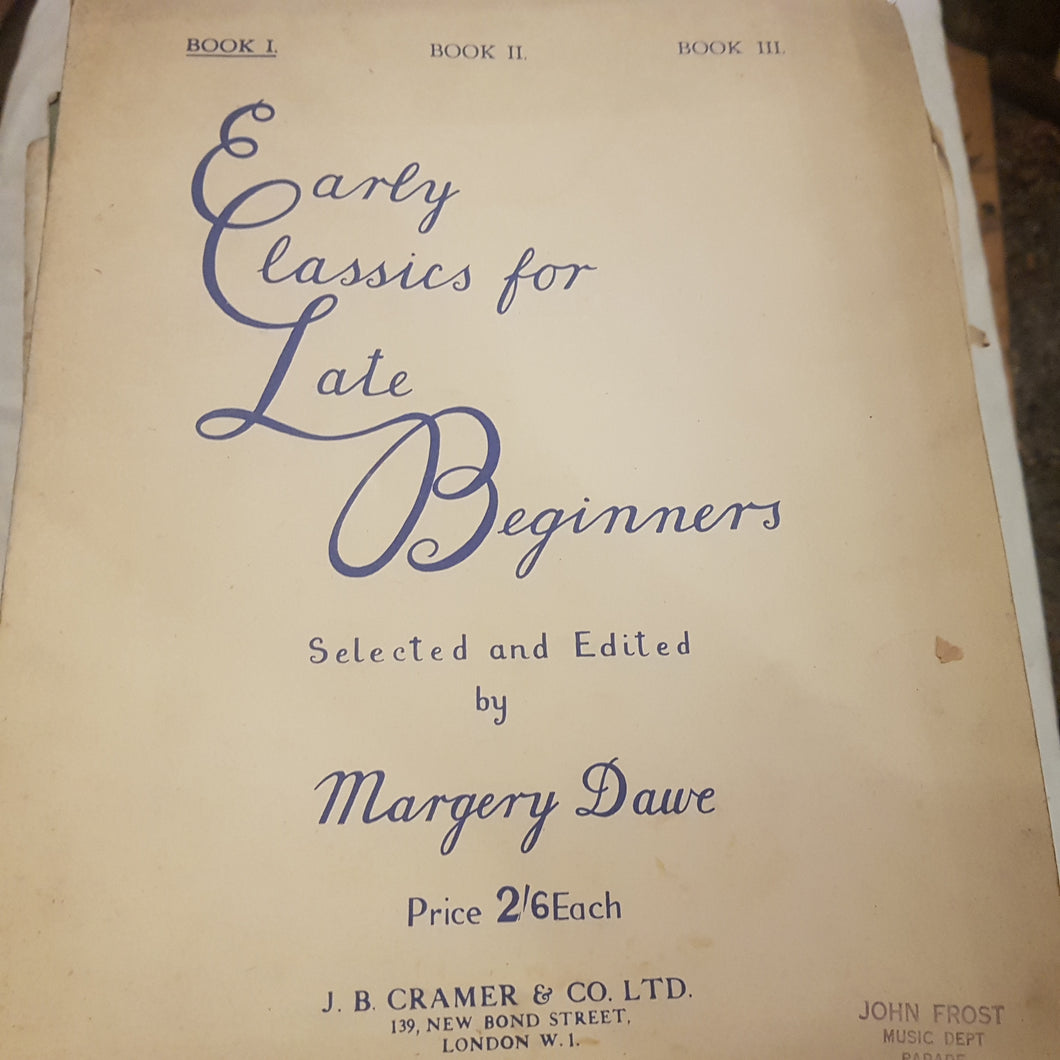 BOOK I. BOOK II. BOOK III.
Early
Classics for
Late
Beginners
Selected and Edited
by
Margery Dawe
Price 2/6 Each
J. B. CRAMER & CO. LTD.
139, NEW BOND STREET,
LONDON W.1.
JOHN FROST
MUSIC DEPT
PARADE